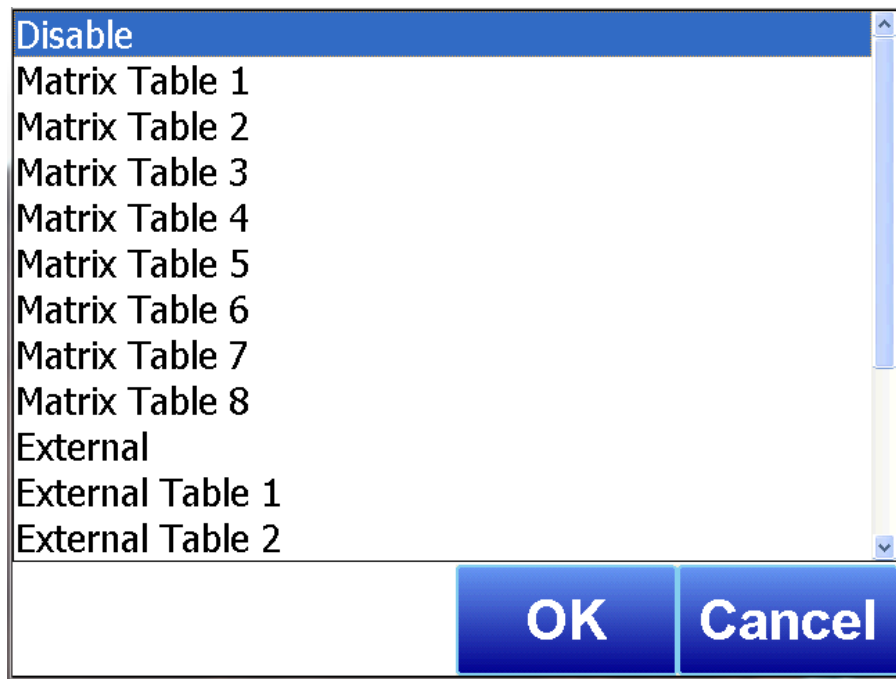 Disable
Matrix Table 1
Matrix Table 2
Matrix Table 3
Matrix Table 4
Matrix Table 5
Matrix Table 6
Matrix Table 7
Matrix Table 8
External
External Table 1
External Table 2
OK Cancel